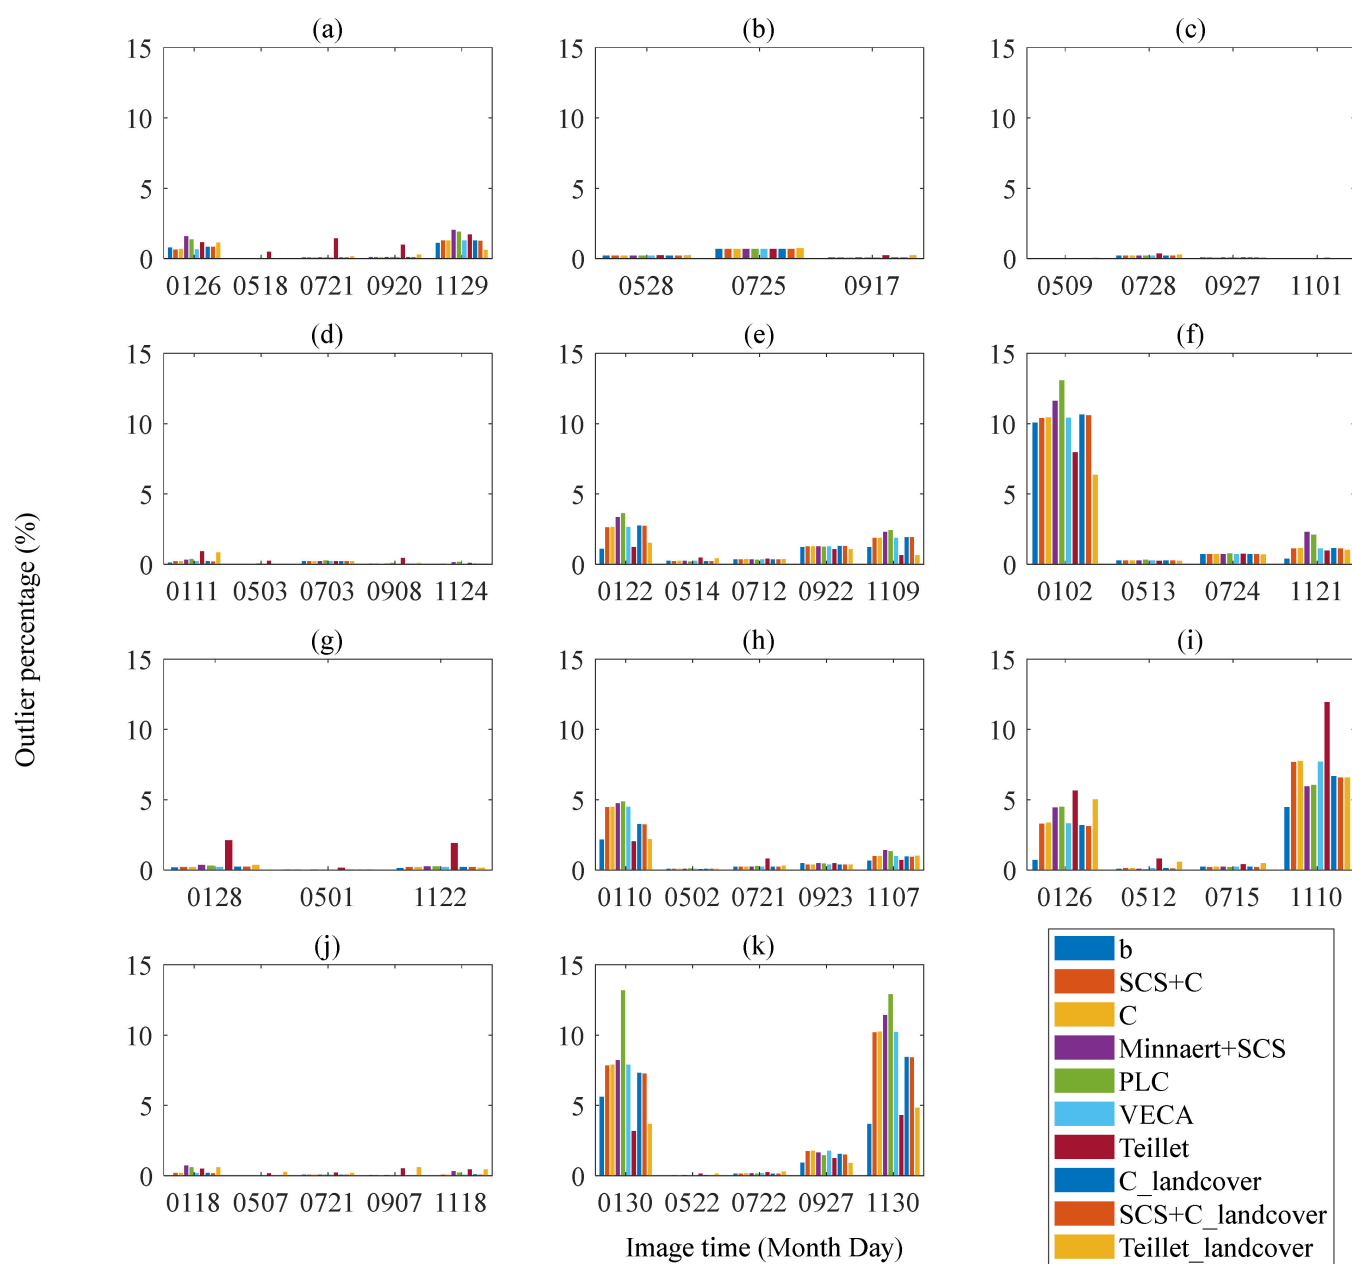 (a) (b) (c)
15 15 15
10 10 10
5 5 5
0 0 0
0126 0518 0721 0920 1129 0528 0725 0917 0509 0728 0927 1101
(d) (e) (f)
15 15 15
10 10 10
5 5 5
0 0 0
0111 0503 0703 0908 1124 0122 0514 0712 0922 1109 0102 0513 0724 1121
Outlier percentage (%)
(g) (h) (i)
15 15 15
10 10 10
5 5 5
0 0 0
0128 0501 1122 0110 0502 0721 0923 1107 0126 0512 0715 1110
(j) (k)
15 15
10 10
5 5
0 0
0118 0507 0721 0907 1118 0130 0522 0722 0927 1130
Image time (Month Day)
b
SCS+C
C
Minnaert+SCS
PLC
VECA
Teillet
C_landcover
SCS+C_landcover
Teillet_landcover